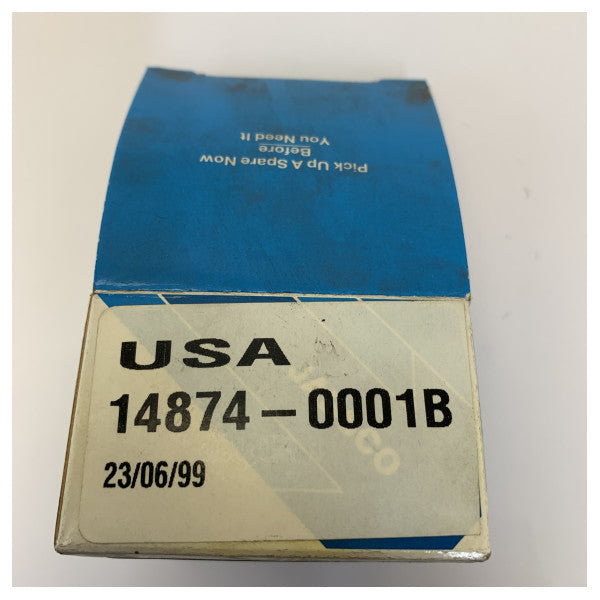 Pick Up A Spare Now
Before
You Need It
USA
14874-0001B
23/06/99